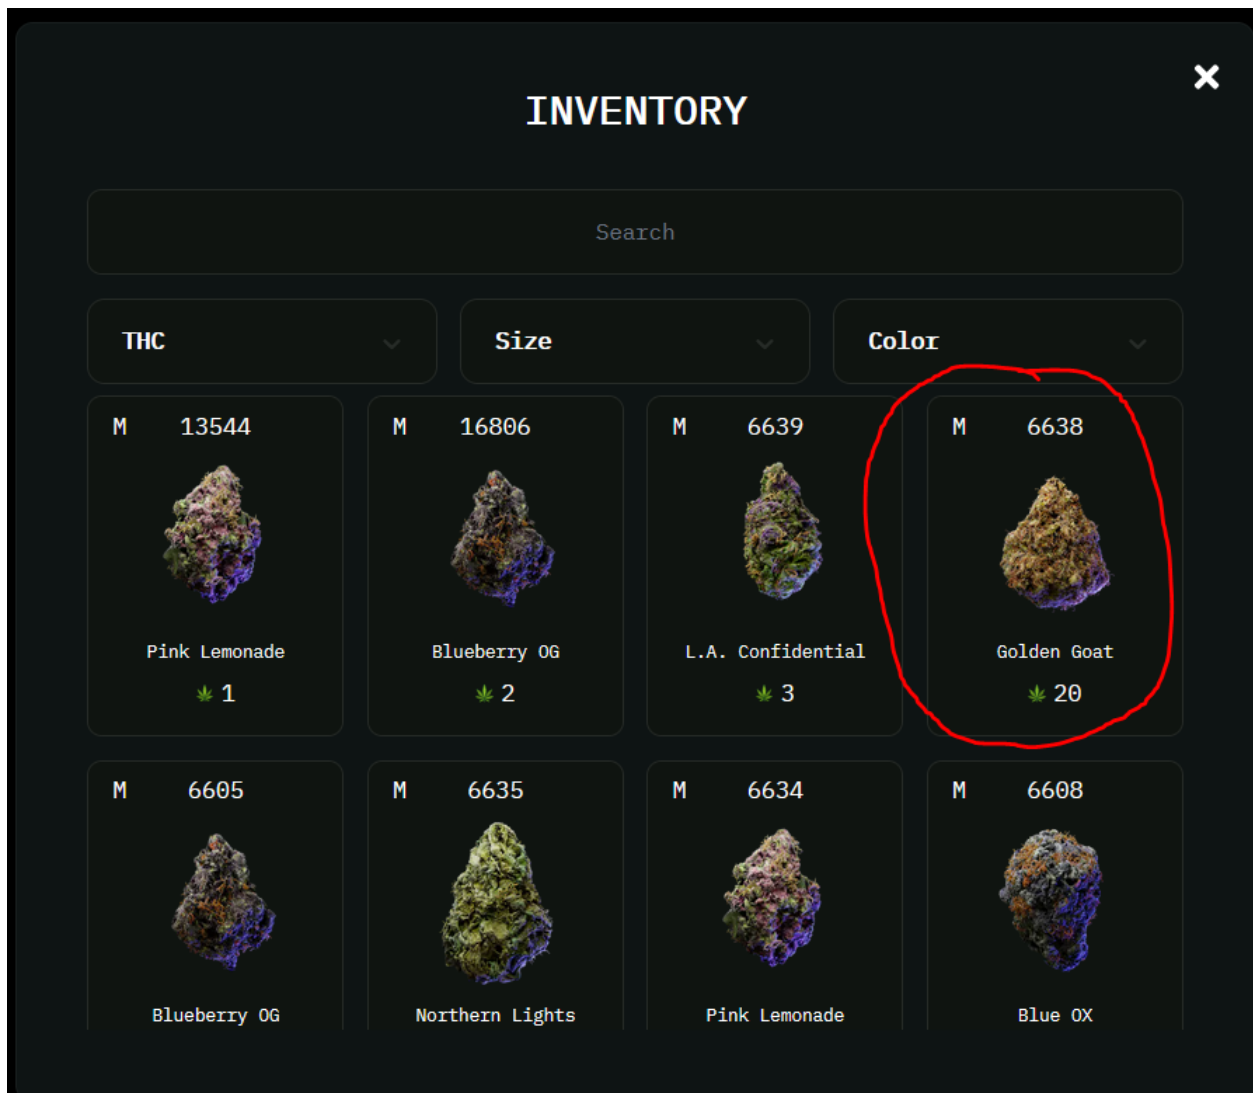 INVENTORY
Search
THC Size Color
M 13544 M 16806 M 6639 M 6638
Pink Lemonade Blueberry OG L.A. Confidential Golden Goat
1 2 3 20
M 6605 M 6635 M 6634 M 6608
Blueberry OG Northern Lights Pink Lemonade Blue OX